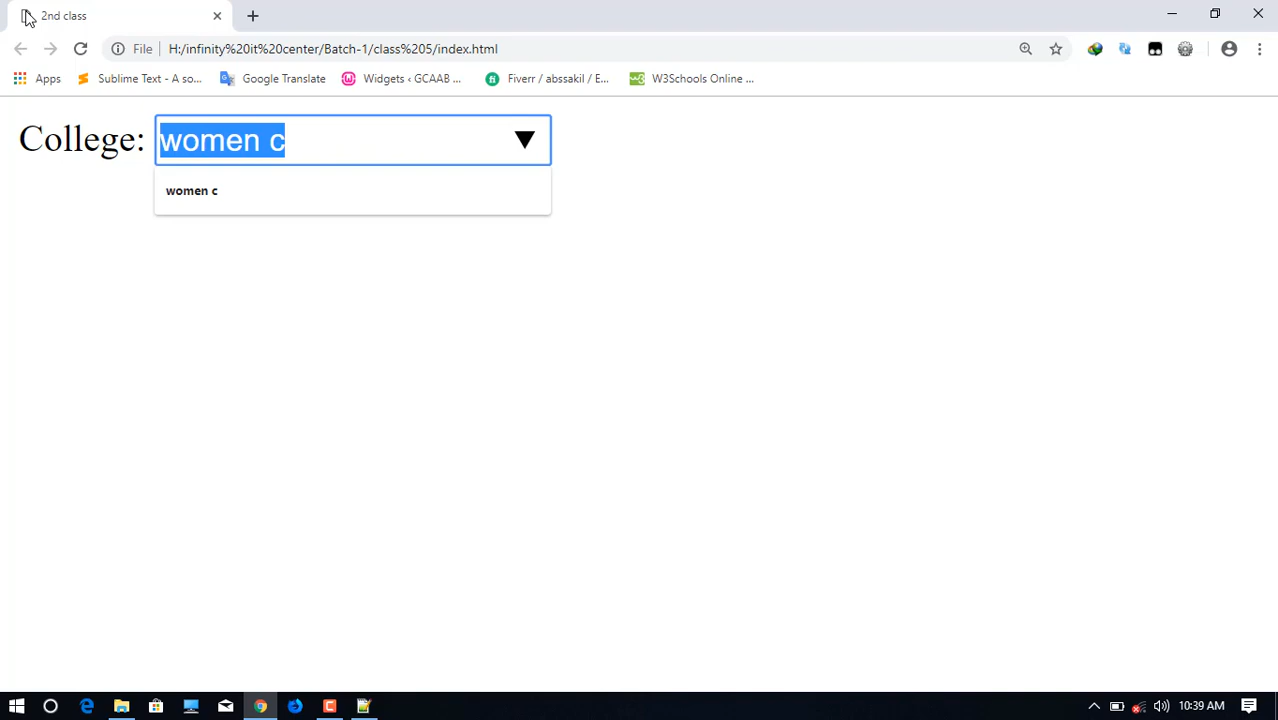 2nd class
File
H:/infinity%20it%20center/Batch-1/class%205/index.html
Apps
Sublime Text - A so...
Google Translate
Widgets ‹ GCAAB ...
Fiverr / abssakil / E...
W3Schools Online ...
College: women c
women c
10:39 AM